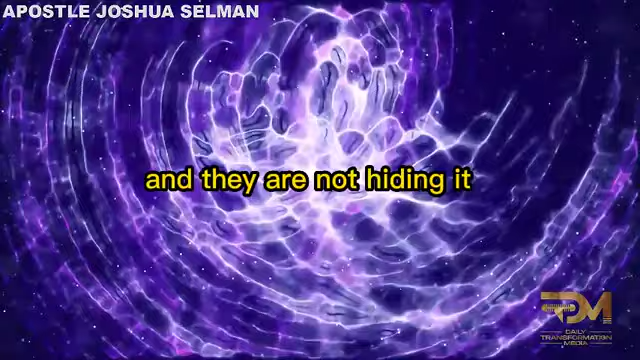 APOSTLE JOSHUA SELMAN
and they are not hiding it
DAILY
TRANSFORMATION
MEDIA